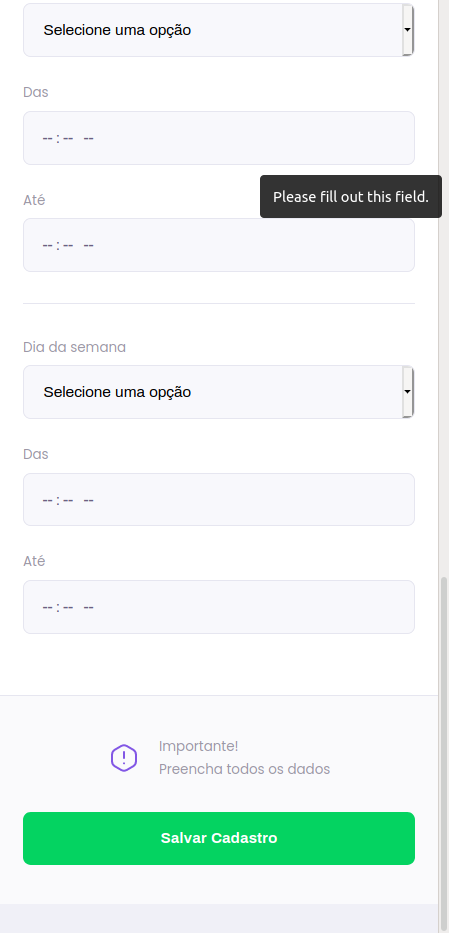 Selecione uma opção
Das
-- : --  --
Please fill out this field.
Até
-- : --  --
Dia da semana
Selecione uma opção
Das
-- : --  --
Até
-- : --  --
Importante!
Preencha todos os dados
Salvar Cadastro